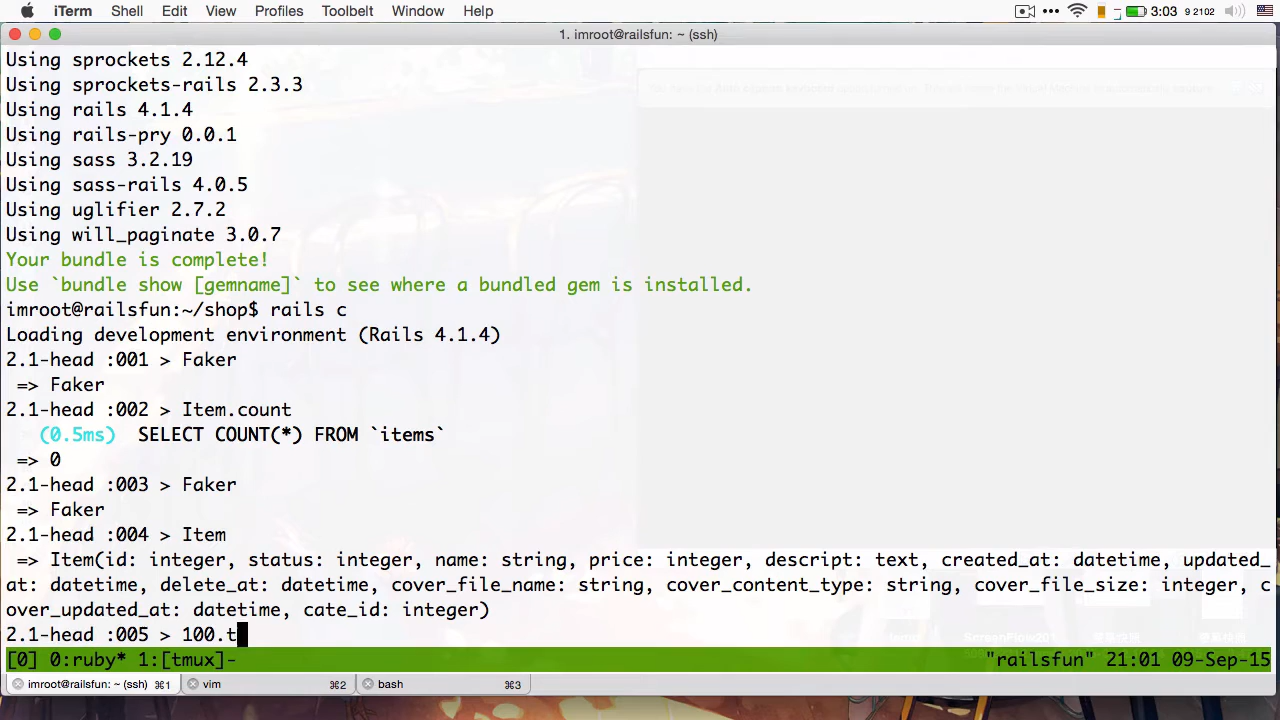 iTerm Shell Edit View Profiles Toolbelt Window Help 3:03 9 2102
1. imroot@railsfun: ~ (ssh)
Using sprockets 2.12.4
Using sprockets-rails 2.3.3
Using rails 4.1.4
Using rails-pry 0.0.1
Using sass 3.2.19
Using sass-rails 4.0.5
Using uglifier 2.7.2
Using will_paginate 3.0.7
Your bundle is complete!
Use `bundle show [gemname]` to see where a bundled gem is installed.
imroot@railsfun:~/shop$ rails c
Loading development environment (Rails 4.1.4)
2.1-head :001 > Faker
=> Faker
2.1-head :002 > Item.count
(0.5ms) SELECT COUNT(*) FROM `items`
=> 0
2.1-head :003 > Faker
=> Faker
2.1-head :004 > Item
=> Item(id: integer, status: integer, name: string, price: integer, descript: text, created_at: datetime, updated_
at: datetime, delete_at: datetime, cover_file_name: string, cover_content_type: string, cover_file_size: integer, c
over_updated_at: datetime, cate_id: integer)
2.1-head :005 > 100.t
[0] 0:ruby* 1:[tmux]- "railsfun" 21:01 09-Sep-15
imroot@railsfun: ~ (ssh) ⌘1 vim ⌘2 bash ⌘3